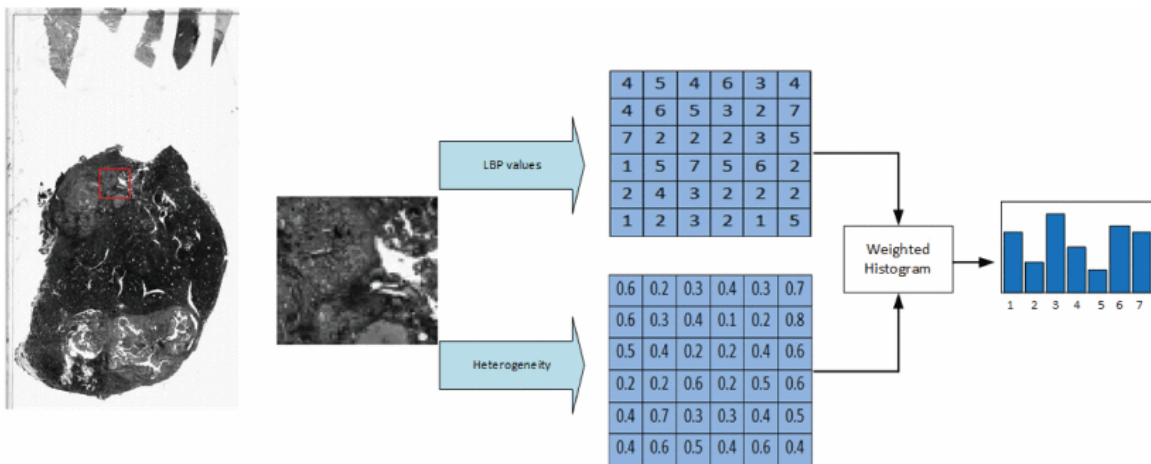 LBP values
4 5 4 6 3 4
4 6 5 3 2 7
7 2 2 2 3 5
1 5 7 5 6 2
2 4 3 2 2 2
1 2 3 2 1 5
Heterogeneity
0.6 0.2 0.3 0.4 0.3 0.7
0.6 0.3 0.4 0.1 0.2 0.8
0.5 0.4 0.2 0.2 0.4 0.6
0.2 0.2 0.6 0.2 0.5 0.6
0.4 0.7 0.3 0.3 0.4 0.5
0.4 0.6 0.5 0.4 0.6 0.4
Weighted
Histogram
1 2 3 4 5 6 7